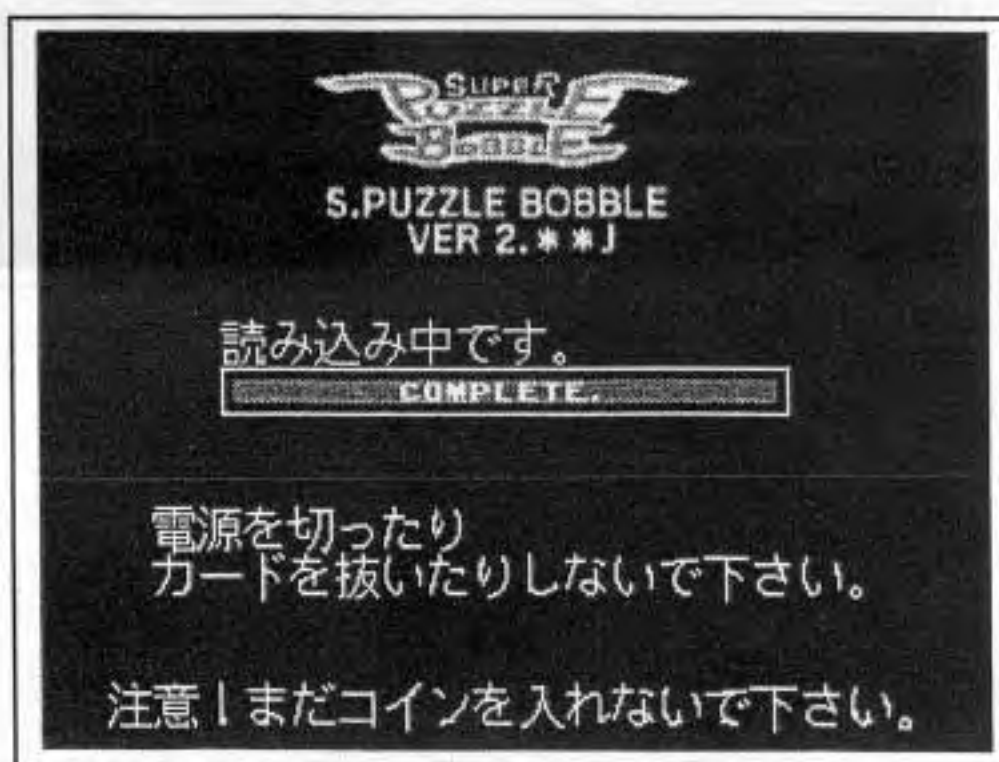 SUPER
PUZZLE
BOBBLE
S.PUZZLE BOBBLE
VER 2.**J
読み込み中です。
COMPLETE.
電源を切ったり
カードを抜いたりしないで下さい。
注意！まだコインを入れないで下さい。